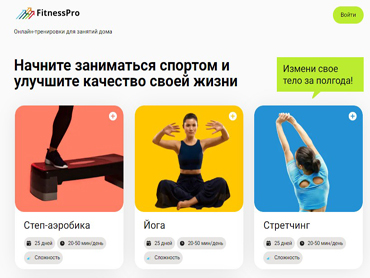 FitnessPro
Войти
Онлайн-тренировки для занятий дома
Начните заниматься спортом и
улучшите качество своей жизни
Измени свое
тело за полгода!
Степ-аэробика
25 дней
20-50 мин/день
Сложность
Йога
25 дней
20-50 мин/день
Сложность
Стретчинг
25 дней
20-50 мин/день
Сложность